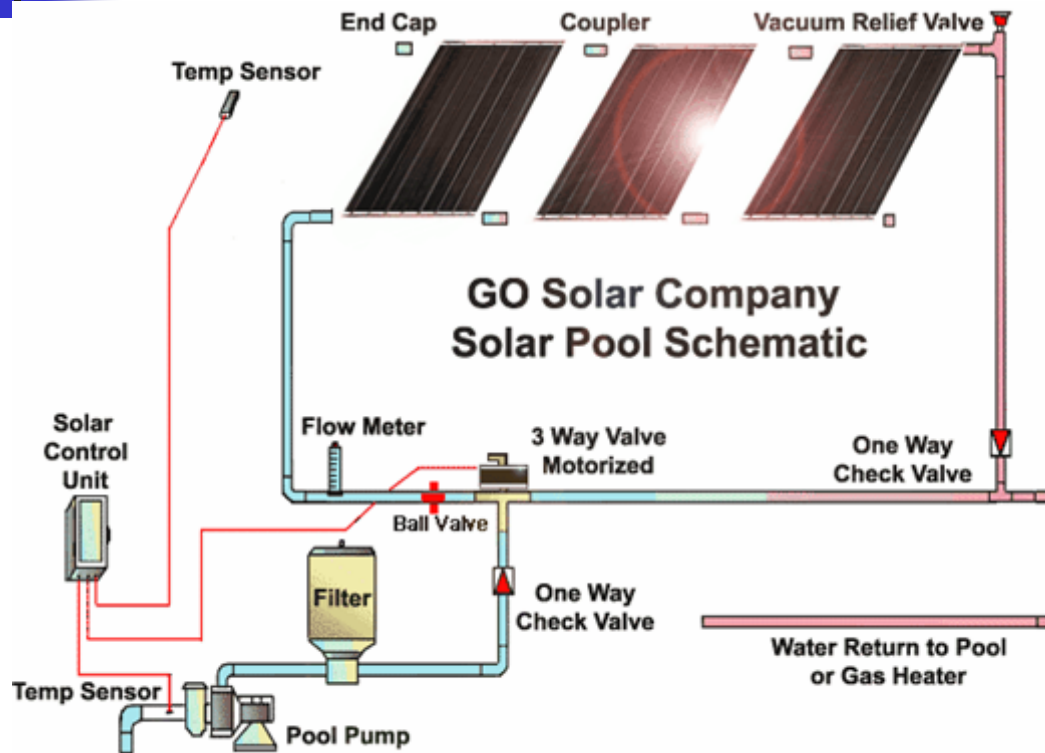 End Cap
Coupler
Vacuum Relief Valve
Temp Sensor
GO Solar Company
Solar Pool Schematic
Solar
Control
Unit
Flow Meter
3 Way Valve
Motorized
One Way
Check Valve
Ball Valve
Filter
One Way
Check Valve
Water Return to Pool
or Gas Heater
Temp Sensor
Pool Pump